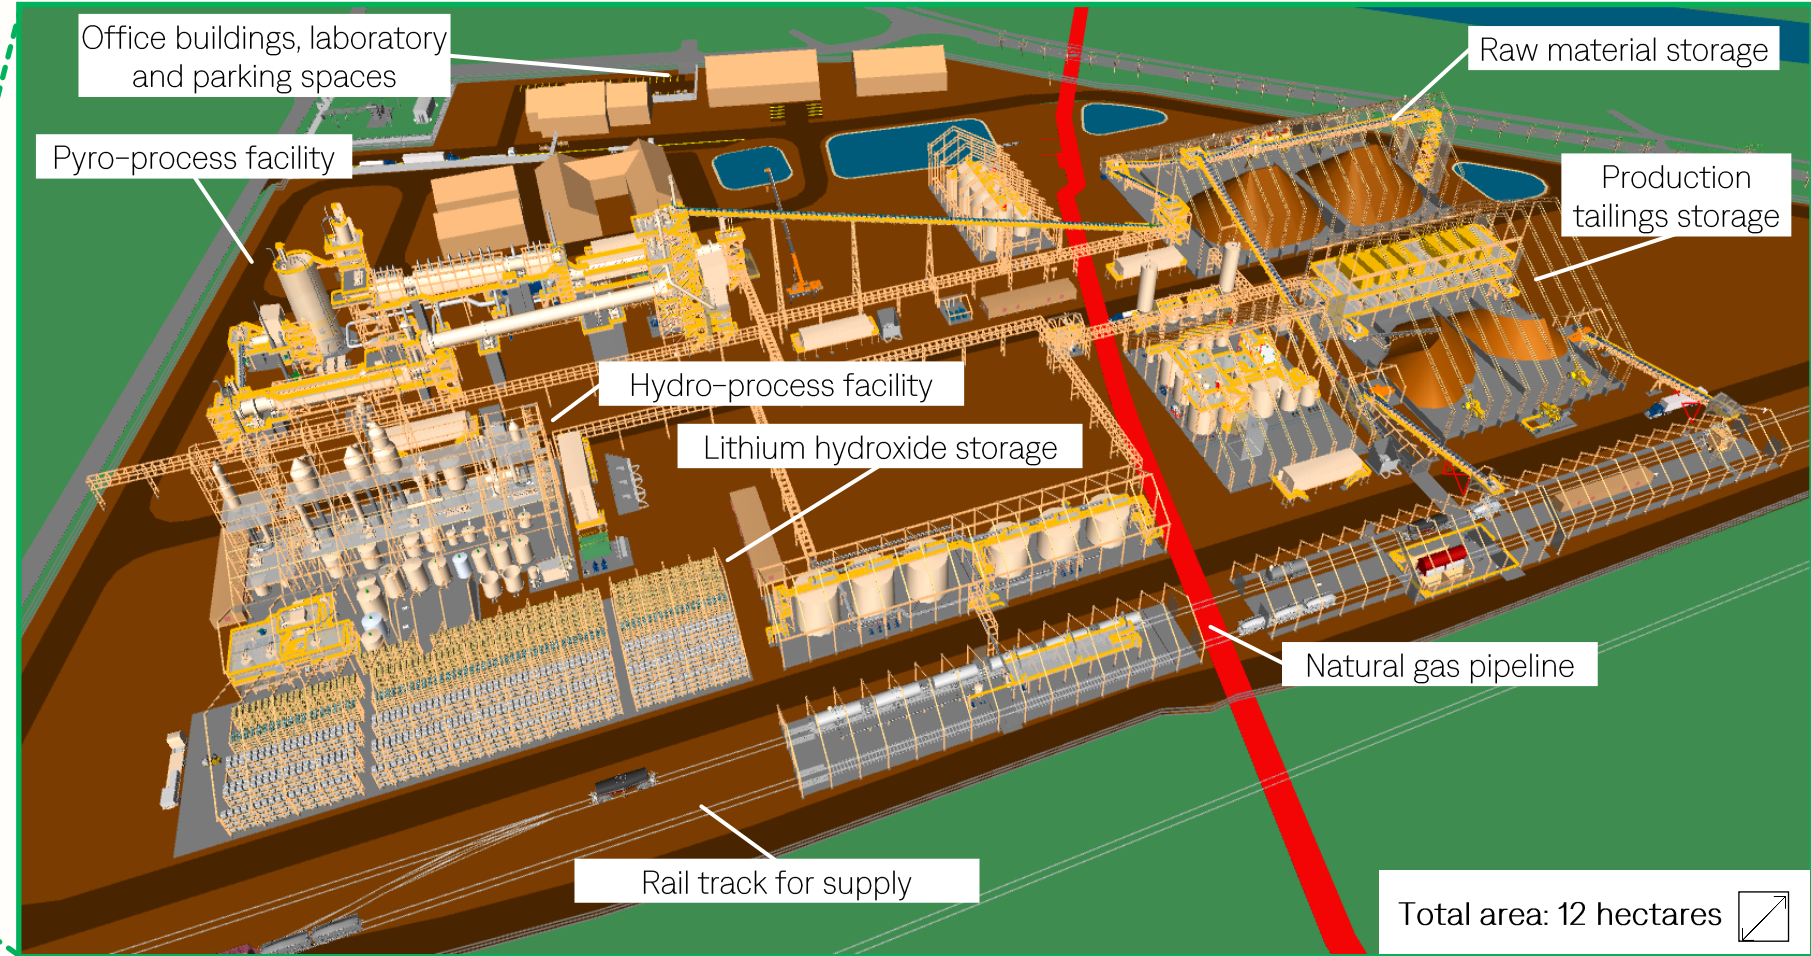 Office buildings, laboratory
and parking spaces
Raw material storage
Pyro-process facility
Production
tailings storage
Hydro-process facility
Lithium hydroxide storage
Natural gas pipeline
Rail track for supply
Total area: 12 hectares